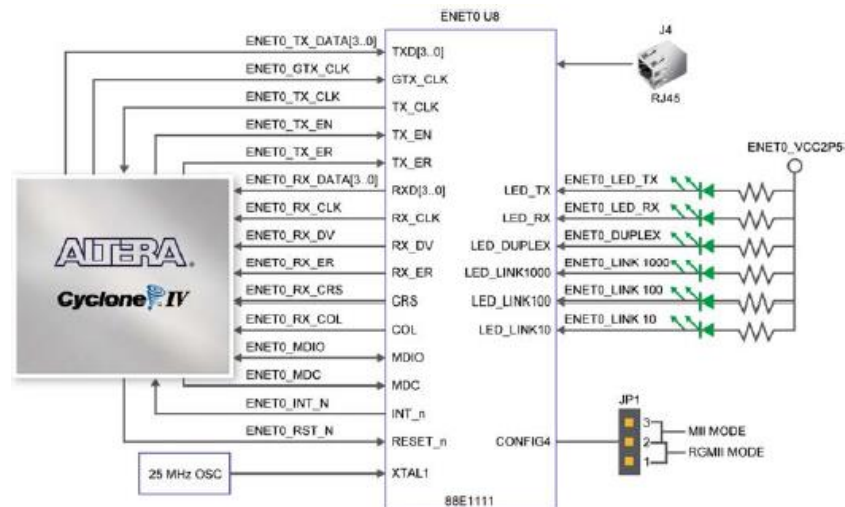 ENET0 U8
J4
RJ45
ENET0_TX_DATA[3..0]
TXD[3..0]
ENET0_GTX_CLK
GTX_CLK
ENET0_TX_CLK
TX_CLK
ENET0_TX_EN
TX_EN
ENET0_TX_ER
TX_ER
ENET0_RX_DATA[3..0]
RXD[3..0]
ENET0_RX_CLK
RX_CLK
ENET0_RX_DV
RX_DV
ENET0_RX_ER
RX_ER
ENET0_RX_CRS
CRS
ENET0_RX_COL
COL
ENET0_MDIO
MDIO
ENET0_MDC
MDC
ENET0_INT_N
INT_n
ENET0_RST_N
RESET_n
25 MHz OSC
XTAL1
ALTERA.
Cyclone IV
ENET0_VCC2P5
LED_TX
ENET0_LED_TX
LED_RX
ENET0_LED_RX
LED_DUPLEX
ENET0_DUPLEX
LED_LINK1000
ENET0_LINK 1000
LED_LINK100
ENET0_LINK 100
LED_LINK10
ENET0_LINK 10
JP1
CONFIG4
3
2
1
MII MODE
RGMII MODE
88E1111